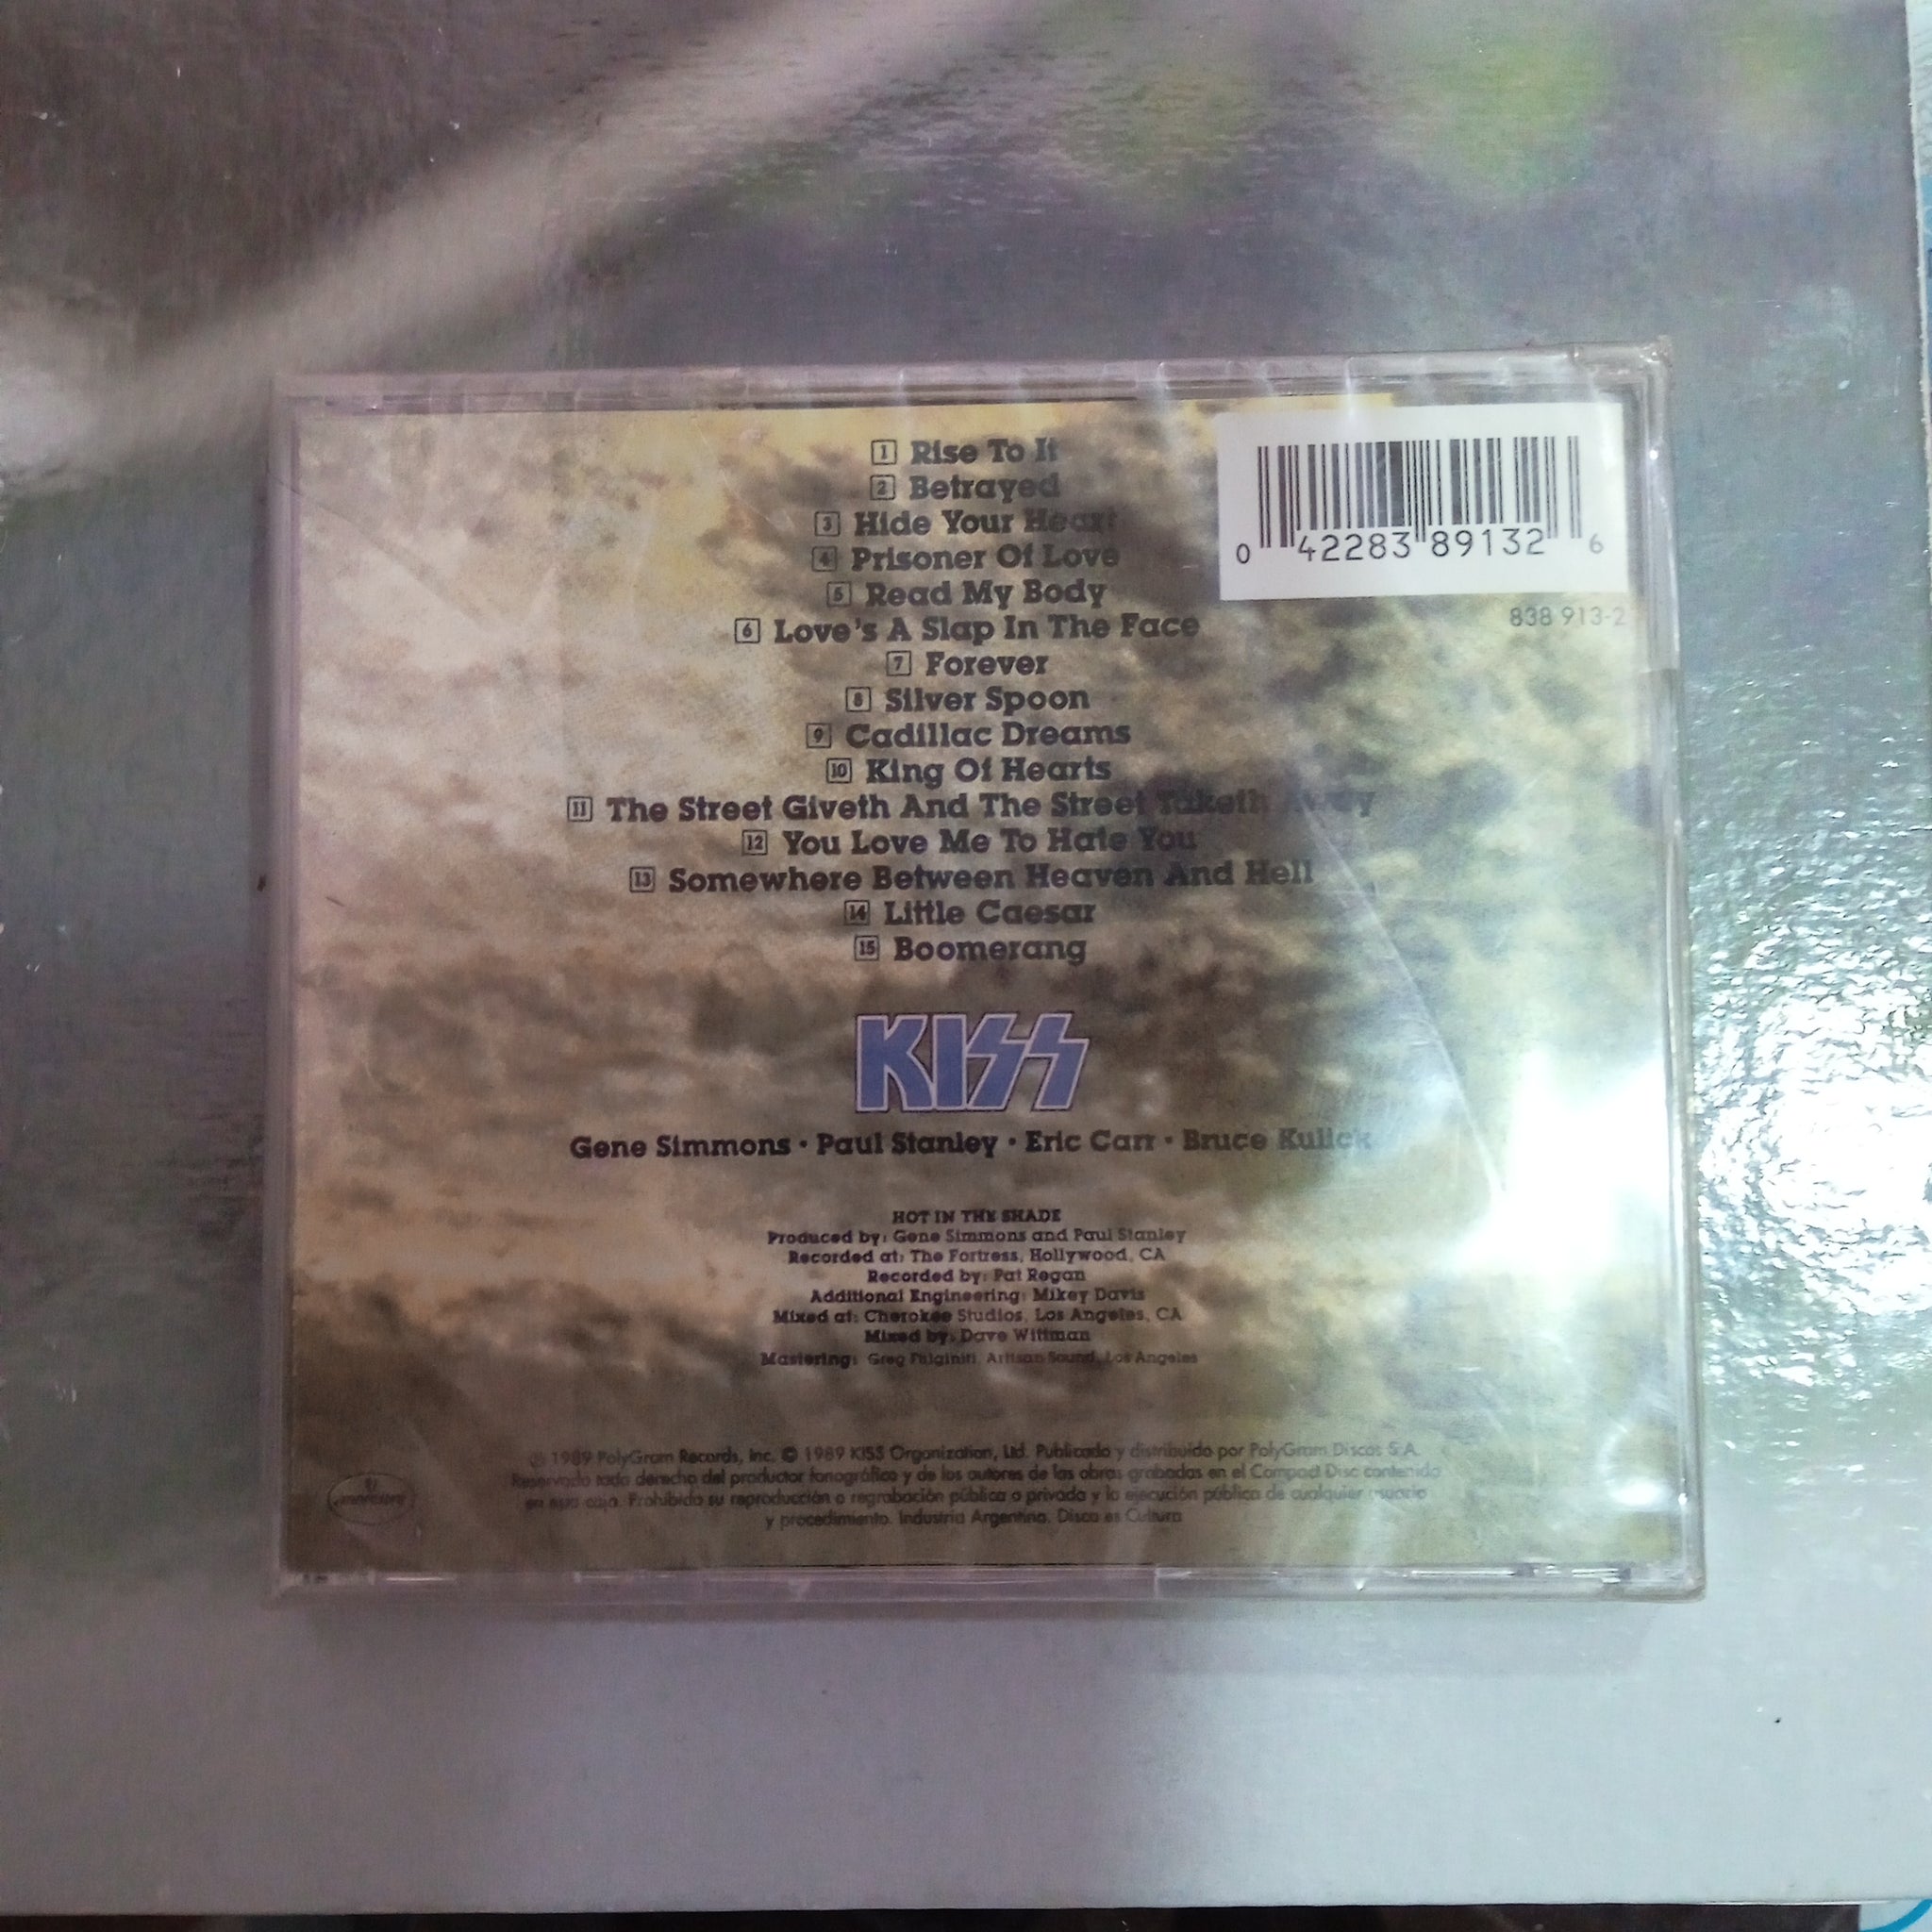 1 Rise To It
2 Betrayed
3 Hide Your Heart
4 Prisoner Of Love
5 Read My Body
6 Love's A Slap In The Face
7 Forever
8 Silver Spoon
9 Cadillac Dreams
10 King Of Hearts
11 The Street Giveth And The Street Taketh Away
12 You Love Me To Hate You
13 Somewhere Between Heaven And Hell
14 Little Caesar
15 Boomerang
0 42283 89132 6
838 913-2
KISS
Gene Simmons • Paul Stanley • Eric Carr • Bruce Kulick
HOT IN THE SHADE
Produced by: Gene Simmons and Paul Stanley
Recorded at: The Fortress, Hollywood, CA
Recorded by: Pat Regan
Additional Engineering: Mikey Davis
Mixed at: Cherokee Studios, Los Angeles, CA
Mixed by: Dave Wittman
Mastering: Greg Fulginiti, Artisan Sound, Los Angeles
℗ 1989 PolyGram Records, Inc. © 1989 KISS Organization, Ltd. Publicado y distribuido por PolyGram Discos S.A.
Reservado todo derecho del productor fonográfico y de los autores de las obras grabadas en el Compact Disc contenido
en esta caja. Prohibida su reproducción o regrabación pública o privada y la ejecución pública de cualquier usuario
y procedimiento. Industria Argentina. Disco es Cultura
mercury